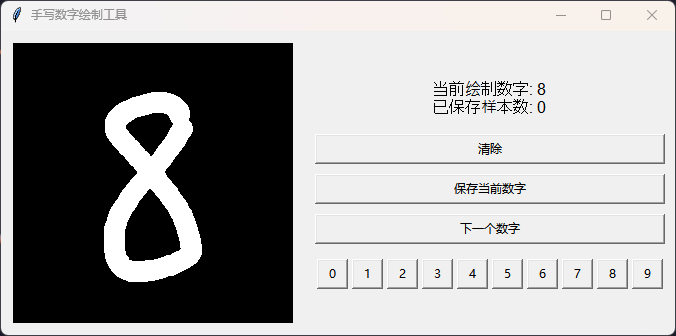 手写数字绘制工具
8
当前绘制数字: 8
已保存样本数: 0
清除
保存当前数字
下一个数字
0 1 2 3 4 5 6 7 8 9